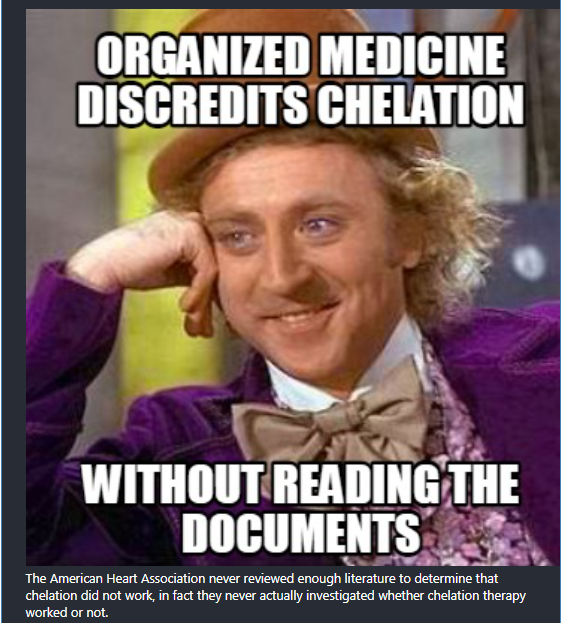 ORGANIZED MEDICINE
DISCREDITS CHELATION
WITHOUT READING THE
DOCUMENTS
The American Heart Association never reviewed enough literature to determine that
chelation did not work, in fact they never actually investigated whether chelation therapy
worked or not.